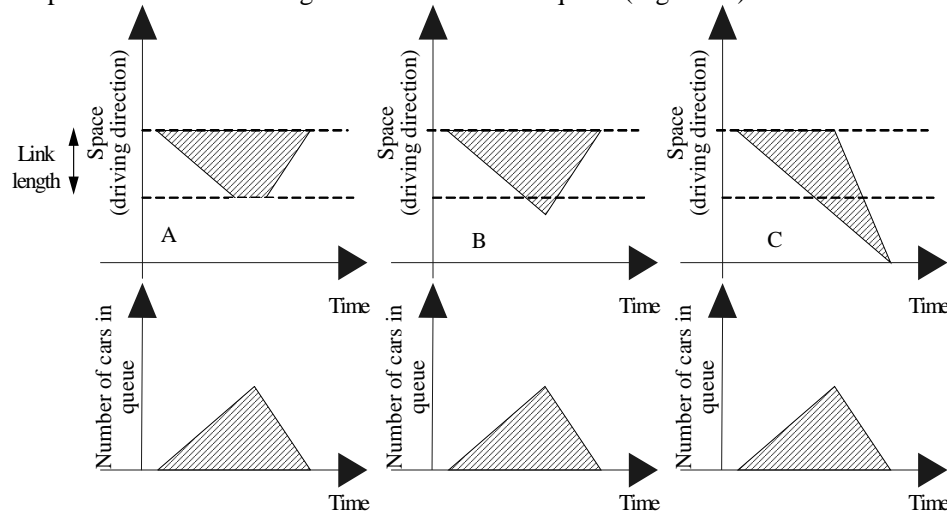 Space
(driving direction)
Link
length
A
Time
Space
(driving direction)
B
Time
Space
(driving direction)
C
Time
Number of cars in
queue
Time
Number of cars in
queue
Time
Number of cars in
queue
Time